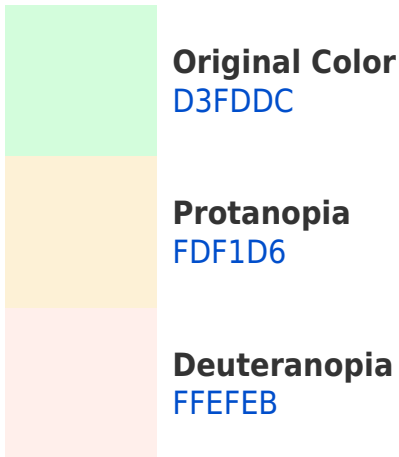 Original Color
D3FDDC
Protanopia
FDF1D6
Deuteranopia
FFEFEB